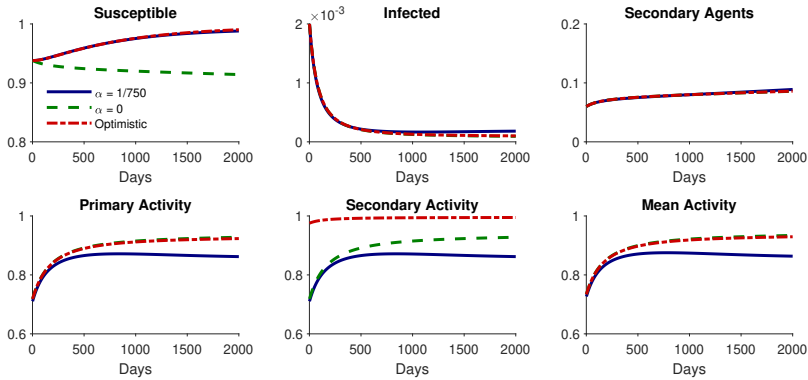 Susceptible
1
0.9
0.8
α = 1/750
α = 0
Optimistic
0 500 1000 1500 2000
Days
Infected
×10-3
2
1
0
0 500 1000 1500 2000
Days
Secondary Agents
0.2
0.1
0
0 500 1000 1500 2000
Days
Primary Activity
1
0.8
0.6
0 500 1000 1500 2000
Days
Secondary Activity
1
0.8
0.6
0 500 1000 1500 2000
Days
Mean Activity
1
0.8
0.6
0 500 1000 1500 2000
Days